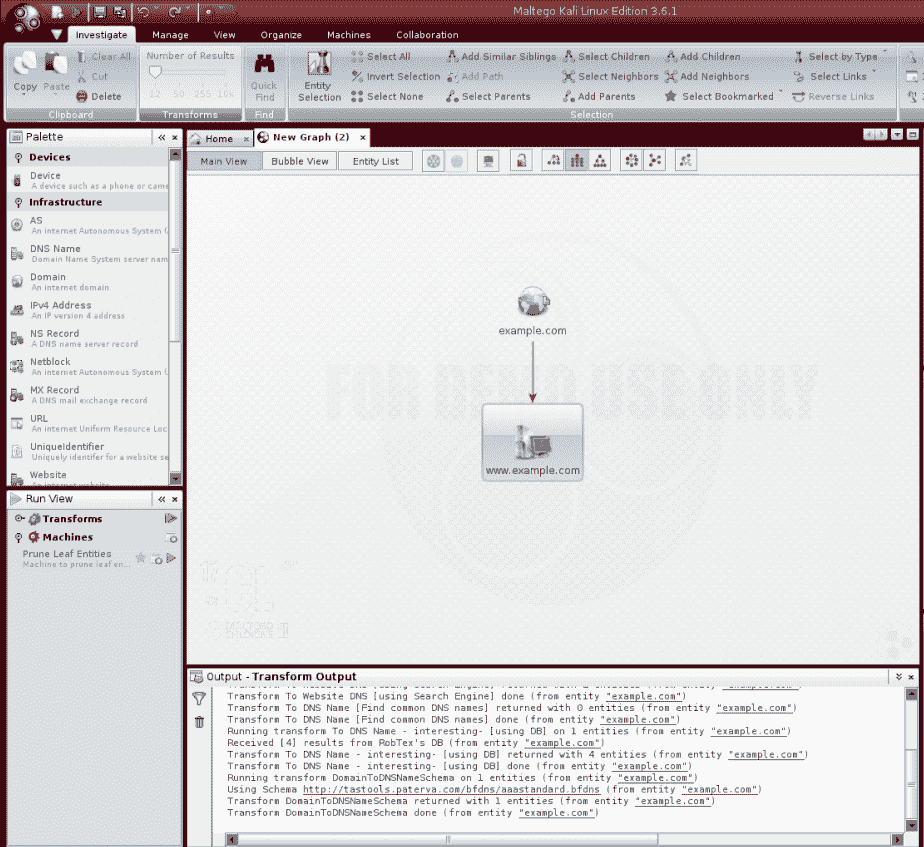 Maltego Kali Linux Edition 3.6.1
Investigate Manage View Organize Machines Collaboration
Copy Paste Clear All Cut Delete
Clipboard
Number of Results
12 50 255 10k
Transforms
Quick Find
Find
Entity Selection
Select All Add Similar Siblings Select Children Add Children Select by Type
Invert Selection Add Path Select Neighbors Add Neighbors Select Links
Select None Select Parents Add Parents Select Bookmarked Reverse Links
Selection
Palette
Home New Graph (2)
Main View Bubble View Entity List
Devices
Device
A device such as a phone or came
Infrastructure
AS
An internet Autonomous System (
DNS Name
Domain Name System server nam
Domain
An internet domain
IPv4 Address
An IP version 4 address
NS Record
A DNS name server record
Netblock
An internet Autonomous System (
MX Record
A DNS mail exchange record
URL
An internet Uniform Resource Loc
UniqueIdentifier
Uniquely identifer for a website se
Website
An internet website
example.com
www.example.com
Run View
Transforms
Machines
Prune Leaf Entities
Machine to prune leaf en...
Output - Transform Output
Transform To Website DNS [using Search Engine] done (from entity "example.com")
Transform To DNS Name [Find common DNS names] returned with 0 entities (from entity "example.com")
Transform To DNS Name [Find common DNS names] done (from entity "example.com")
Running transform To DNS Name - interesting- [using DB] on 1 entities (from entity "example.com")
Received [4] results from RobTex's DB (from entity "example.com")
Transform To DNS Name - interesting- [using DB] returned with 4 entities (from entity "example.com")
Transform To DNS Name - interesting- [using DB] done (from entity "example.com")
Running transform DomainToDNSNameSchema on 1 entities (from entity "example.com")
Using Schema http://tastools.paterva.com/bfdns/aaastandard.bfdns (from entity "example.com")
Transform DomainToDNSNameSchema returned with 1 entities (from entity "example.com")
Transform DomainToDNSNameSchema done (from entity "example.com")